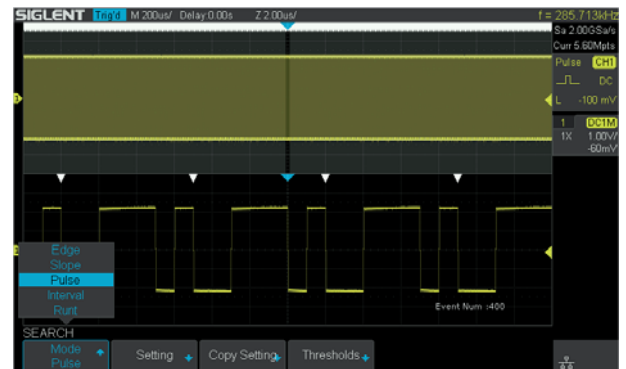 SIGLENT Trig'd M 200us/ Delay:0.00s Z 2.00us/ f = 285.713kHz
Sa 2.00GSa/s
Curr 5.60Mpts
Pulse CH1
DC
L -100 mV
1 DC1M
1X 1.00V/
-60mV
Edge
Slope
Pulse
Interval
Runt
Event Num :400
SEARCH
Mode Setting Copy Setting Thresholds
Pulse